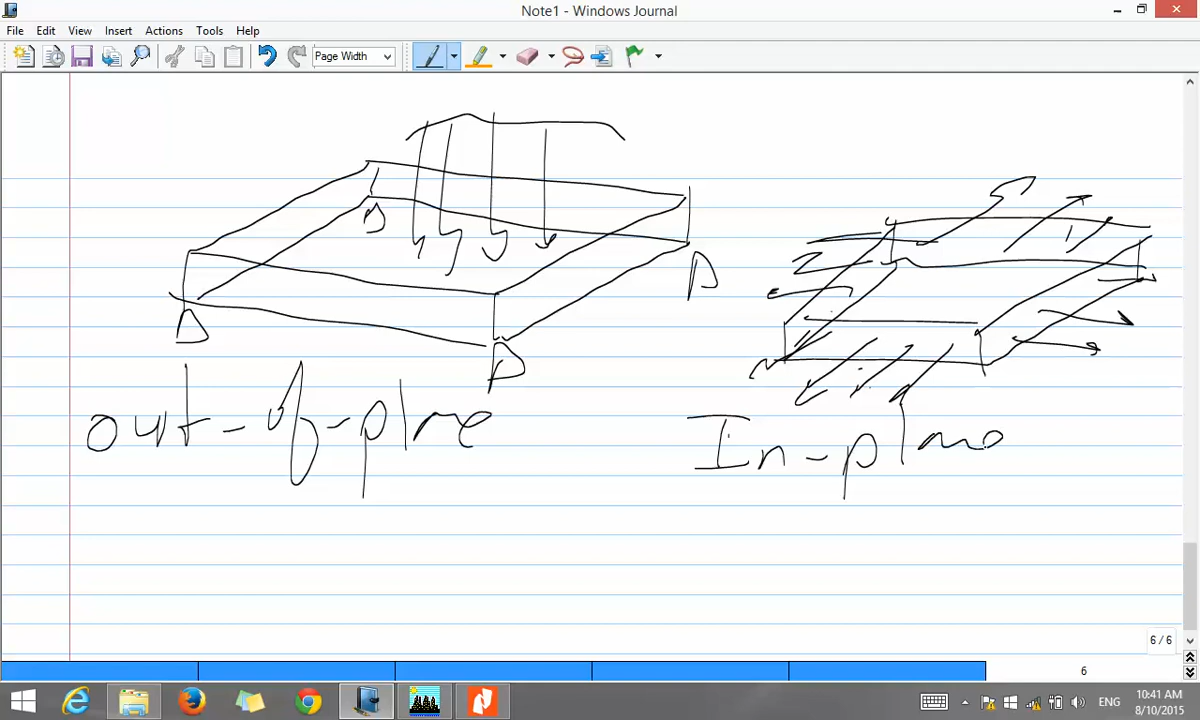 Note1 - Windows Journal
File Edit View Insert Actions Tools Help
Page Width
D
D
D
D
out-of-plne
In-plane
6 / 6
6
ENG
10:41 AM
8/10/2015